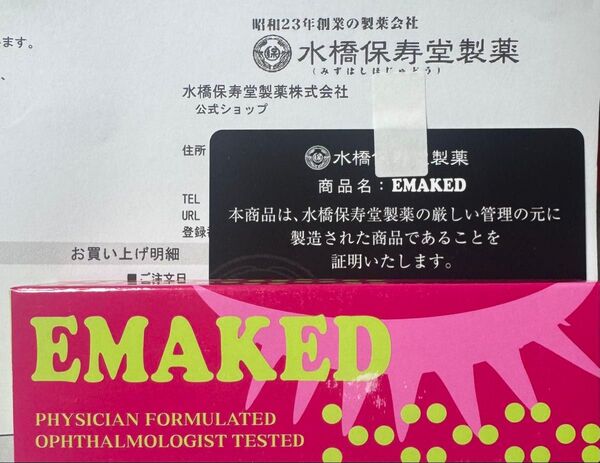 昭和23年創業の製薬会社
水橋保寿堂製薬
(みずはしほじゅどう)
ます。
、
水橋保寿堂製薬株式会社
公式ショップ
住所
TEL
URL
登録
お買い上げ明細
■ご注文日
水橋 堂製薬
商品名：EMAKED
本商品は、水橋保寿堂製薬の厳しい管理の元に
製造された商品であることを
証明いたします。
EMAKED
PHYSICIAN FORMULATED
OPHTHALMOLOGIST TESTED